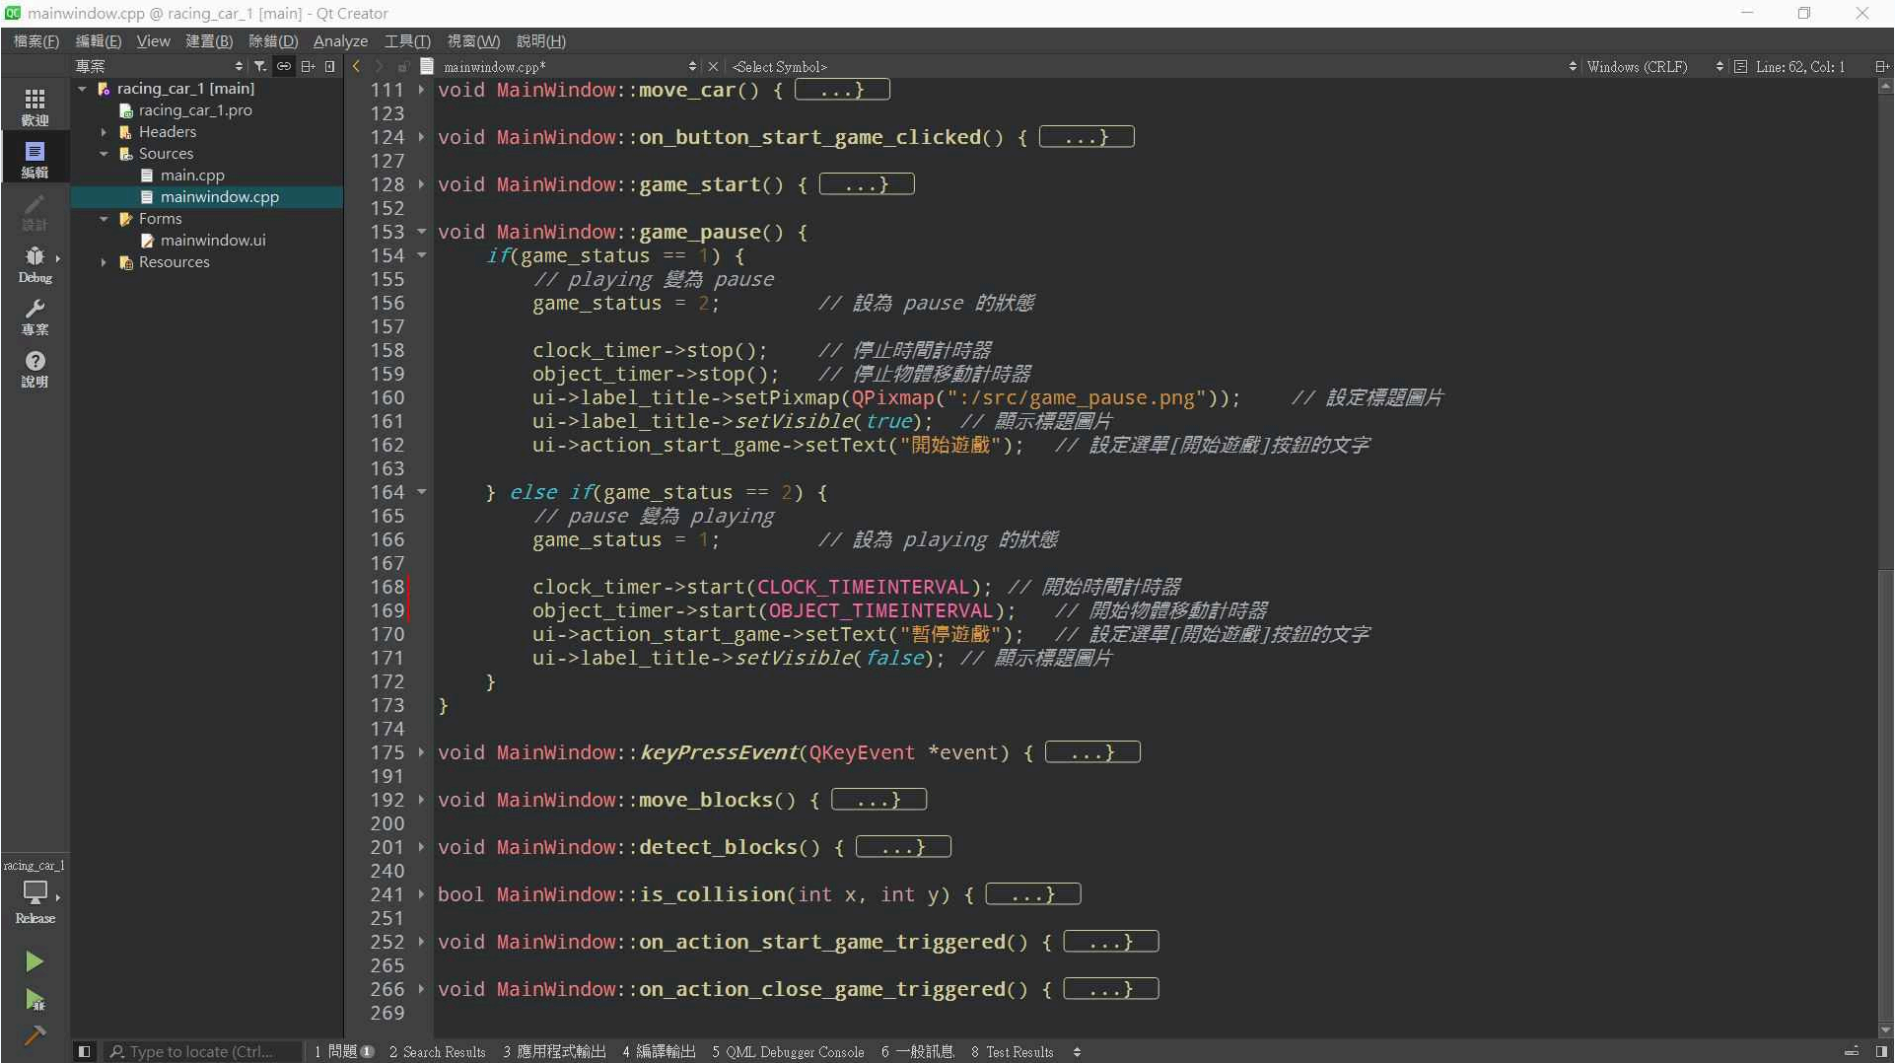 mainwindow.cpp @ racing_car_1 [main] - Qt Creator
檔案(F) 編輯(E) View 建置(B) 除錯(D) Analyze 工具(T) 視窗(W) 說明(H)
專案
mainwindow.cpp* <Select Symbol> Windows (CRLF) Line: 62, Col: 1
歡迎
編輯
設計
Debug
專案
說明
racing_car_1
Release
racing_car_1 [main]
racing_car_1.pro
Headers
Sources
main.cpp
mainwindow.cpp
Forms
mainwindow.ui
Resources
111 void MainWindow::move_car() { ...}
123
124 void MainWindow::on_button_start_game_clicked() { ...}
127
128 void MainWindow::game_start() { ...}
152
153 void MainWindow::game_pause() {
154 if(game_status == 1) {
155 // playing 變為 pause
156 game_status = 2; // 設為 pause 的狀態
157
158 clock_timer->stop(); // 停止時間計時器
159 object_timer->stop(); // 停止物體移動計時器
160 ui->label_title->setPixmap(QPixmap(":/src/game_pause.png")); // 設定標題圖片
161 ui->label_title->setVisible(true); // 顯示標題圖片
162 ui->action_start_game->setText("開始遊戲"); // 設定選單[開始遊戲]按鈕的文字
163
164 } else if(game_status == 2) {
165 // pause 變為 playing
166 game_status = 1; // 設為 playing 的狀態
167
168 clock_timer->start(CLOCK_TIMEINTERVAL); // 開始時間計時器
169 object_timer->start(OBJECT_TIMEINTERVAL); // 開始物體移動計時器
170 ui->action_start_game->setText("暫停遊戲"); // 設定選單[開始遊戲]按鈕的文字
171 ui->label_title->setVisible(false); // 顯示標題圖片
172 }
173 }
174
175 void MainWindow::keyPressEvent(QKeyEvent *event) { ...}
191
192 void MainWindow::move_blocks() { ...}
200
201 void MainWindow::detect_blocks() { ...}
240
241 bool MainWindow::is_collision(int x, int y) { ...}
251
252 void MainWindow::on_action_start_game_triggered() { ...}
265
266 void MainWindow::on_action_close_game_triggered() { ...}
269
Type to locate (Ctrl... 1 問題 1 2 Search Results 3 應用程式輸出 4 編譯輸出 5 QML Debugger Console 6 一般訊息 8 Test Results